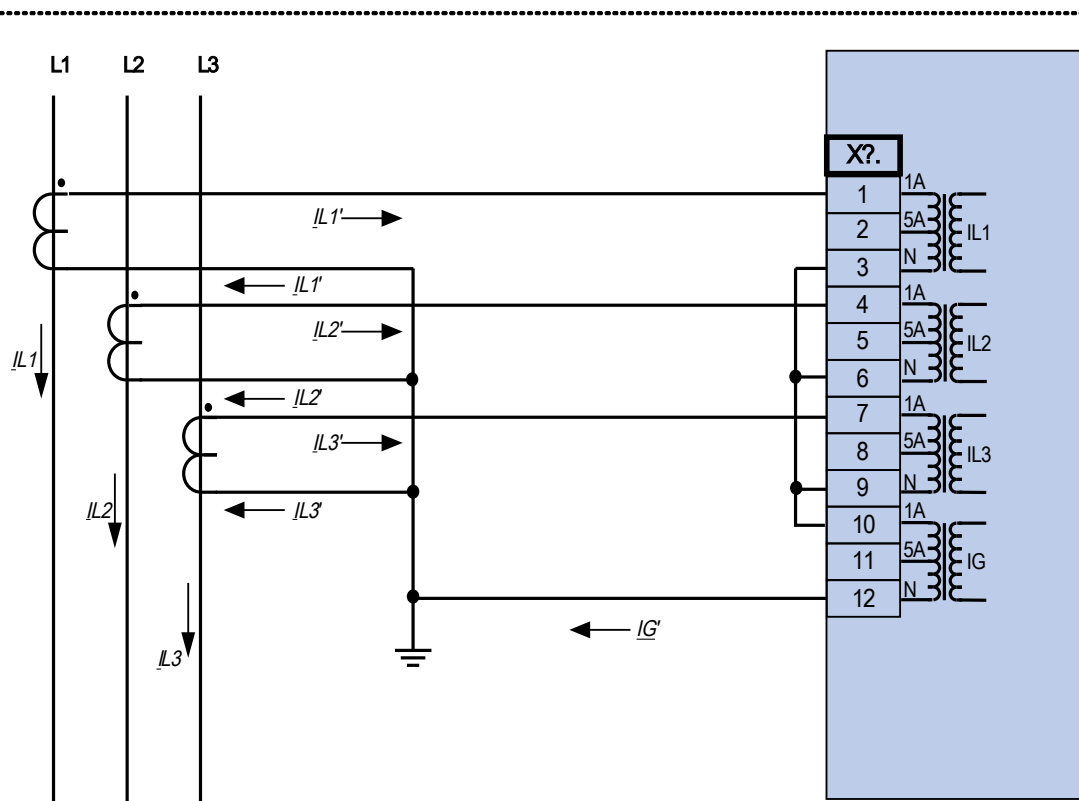 L1 L2 L3
X?.
1 1A
IL1'
2 5A IL1
3 N
IL1'
4 1A
IL2'
5 5A IL2
IL1
6 N
IL2'
7 1A
IL3'
8 5A IL3
9 N
IL2 IL3'
10 1A
11 5A IG
12 N
IG'
IL3